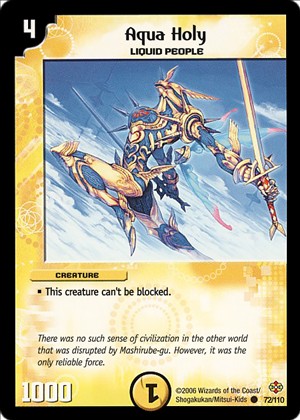 4
Aqua Holy
LIQUID PEOPLE
CREATURE
▪ This creature can't be blocked.
There was no such sense of civilization in the other world
that was disrupted by Mashirube-gu. However, it was the
only reliable force.
1000
1
©2006 Wizards of the Coast/
Shogakukan/Mitsui-Kids
72/110